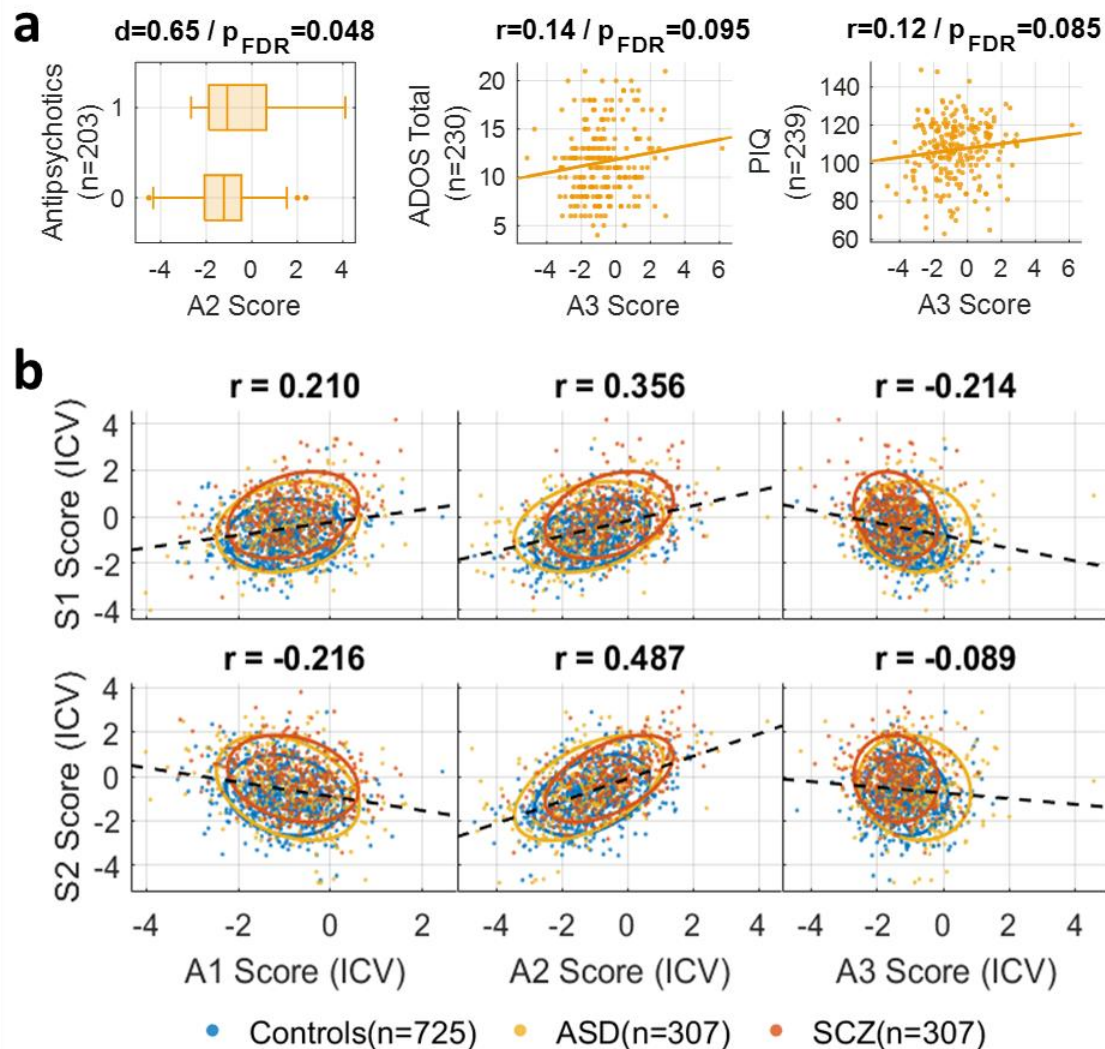 a
d=0.65 / pFDR=0.048
r=0.14 / pFDR=0.095
r=0.12 / pFDR=0.085
Antipsychotics
(n=203)
1
0
-4 -2 0 2 4
A2 Score
ADOS Total
(n=230)
20
15
10
5
-4 -2 0 2 4 6
A3 Score
PIQ
(n=239)
140
120
100
80
60
-4 -2 0 2 4 6
A3 Score
b
r = 0.210
r = 0.356
r = -0.214
S1 Score (ICV)
4
2
0
-2
-4
r = -0.216
r = 0.487
r = -0.089
S2 Score (ICV)
4
2
0
-2
-4
-4 -2 0 2
A1 Score (ICV)
-4 -2 0 2 4
A2 Score (ICV)
-4 -2 0 2 4
A3 Score (ICV)
Controls(n=725) ASD(n=307) SCZ(n=307)